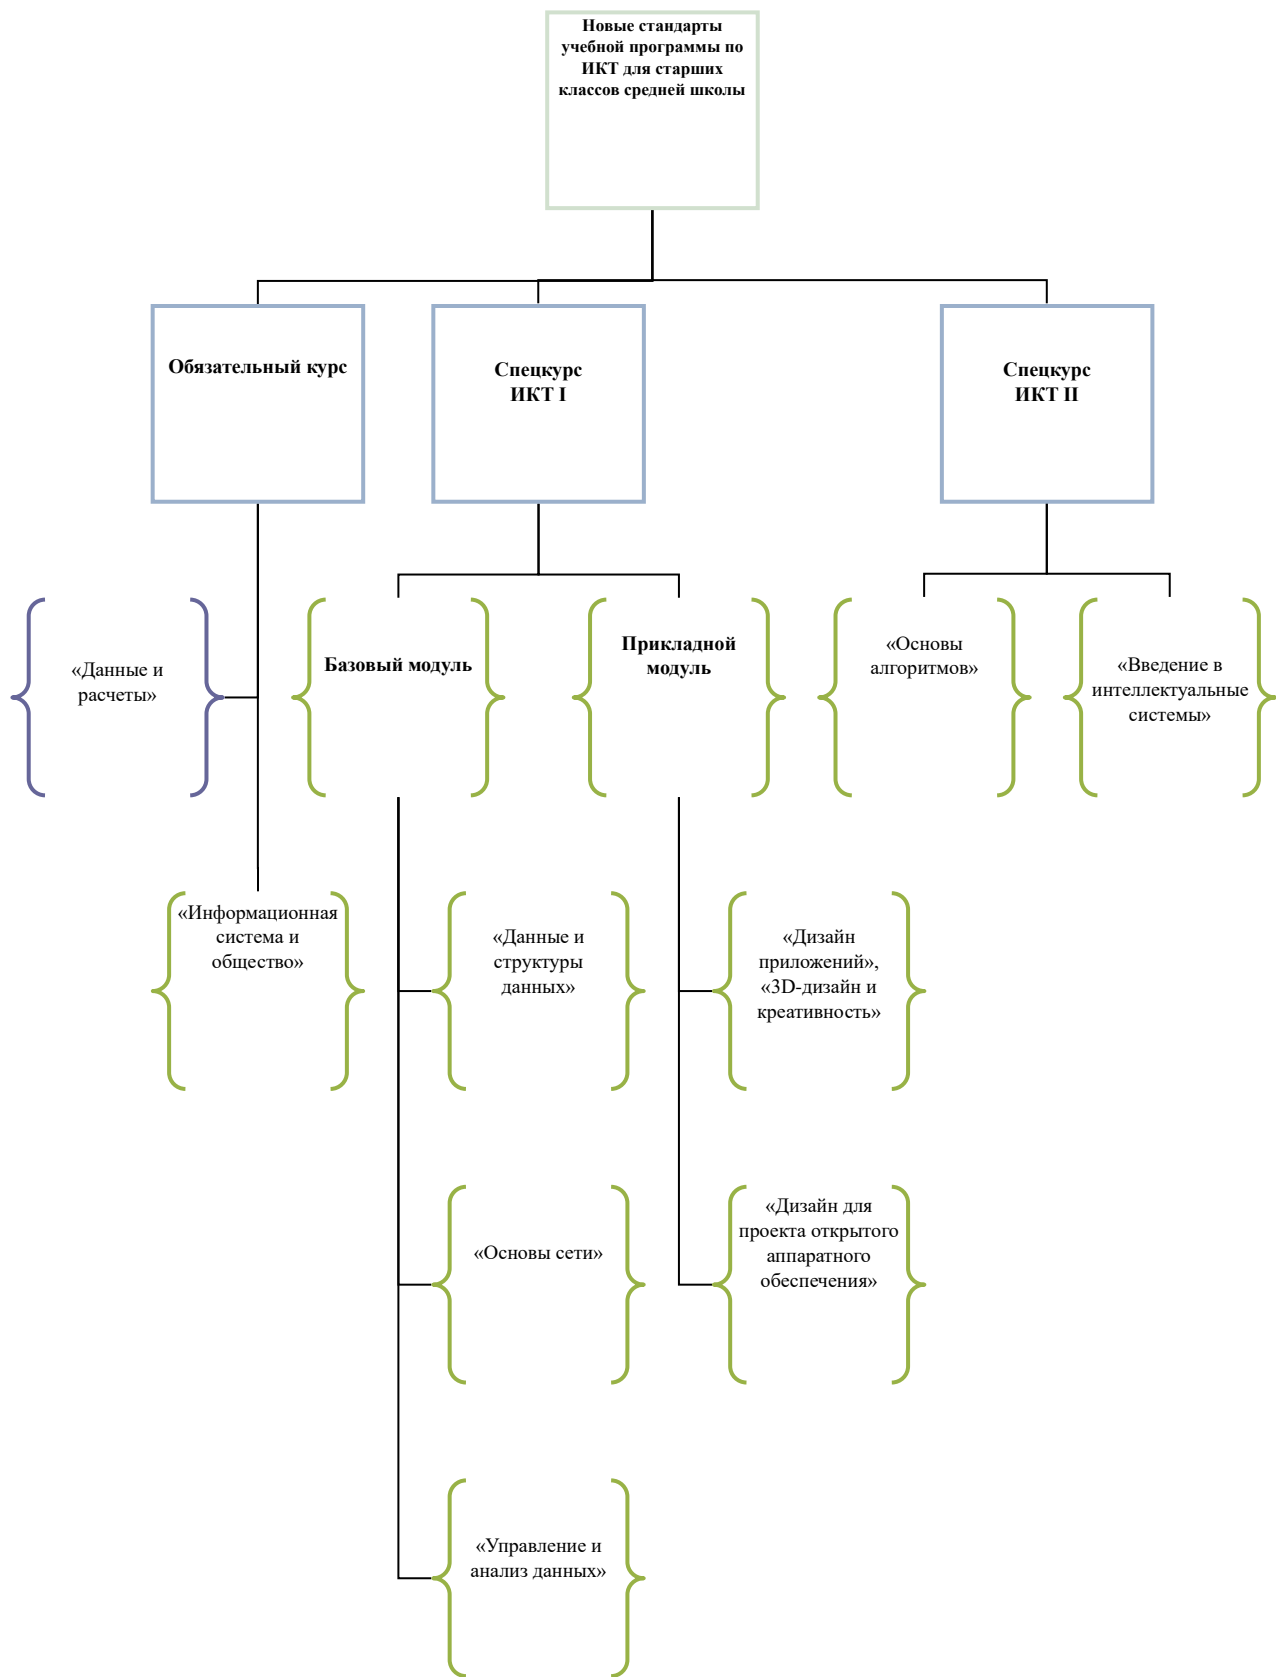 Новые стандарты
учебной программы по
ИКТ для старших
классов средней школы
Обязательный курс
Спецкурс
ИКТ I
Спецкурс
ИКТ II
«Данные и
расчеты»
Базовый модуль
Прикладной
модуль
«Основы
алгоритмов»
«Введение в
интеллектуальные
системы»
«Информационная
система и
общество»
«Данные и
структуры
данных»
«Дизайн
приложений»,
«3D-дизайн и
креативность»
«Основы сети»
«Дизайн для
проекта открытого
аппаратного
обеспечения»
«Управление и
анализ данных»